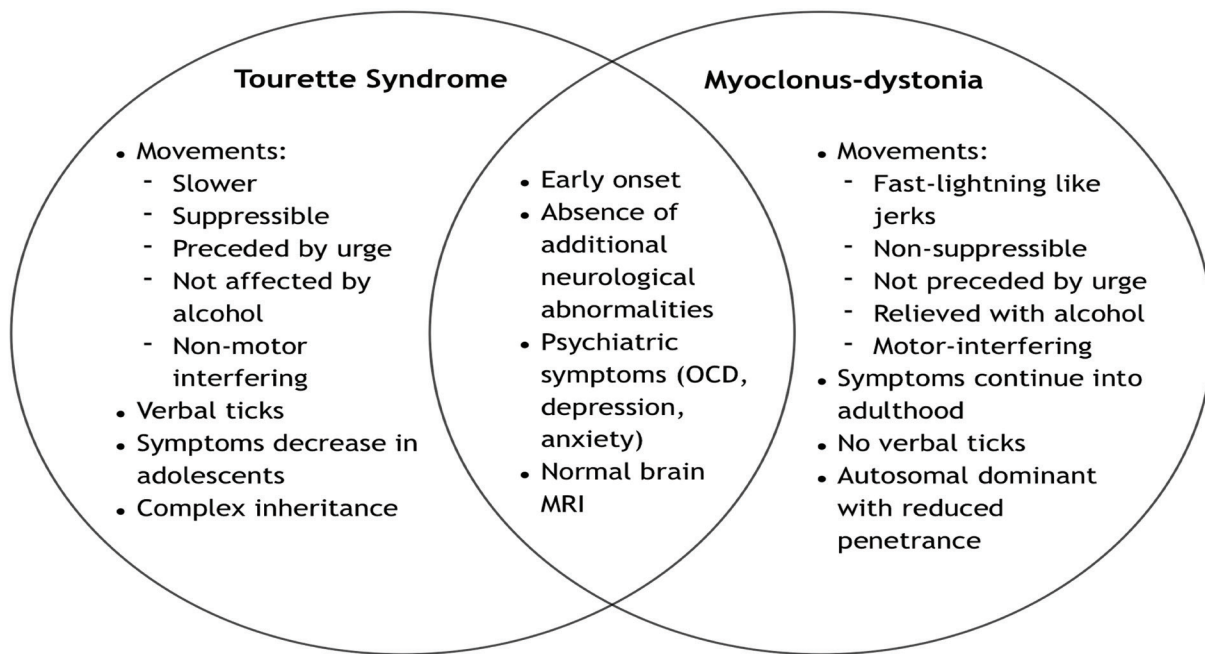 Tourette Syndrome
• Movements:
- Slower
- Suppressible
- Preceded by urge
- Not affected by
alcohol
- Non-motor
interfering
• Verbal ticks
• Symptoms decrease in
adolescents
• Complex inheritance
• Early onset
• Absence of
additional
neurological
abnormalities
• Psychiatric
symptoms (OCD,
depression,
anxiety)
• Normal brain
MRI
Myoclonus-dystonia
• Movements:
- Fast-lightning like
jerks
- Non-suppressible
- Not preceded by urge
- Relieved with alcohol
- Motor-interfering
• Symptoms continue into
adulthood
• No verbal ticks
• Autosomal dominant
with reduced
penetrance